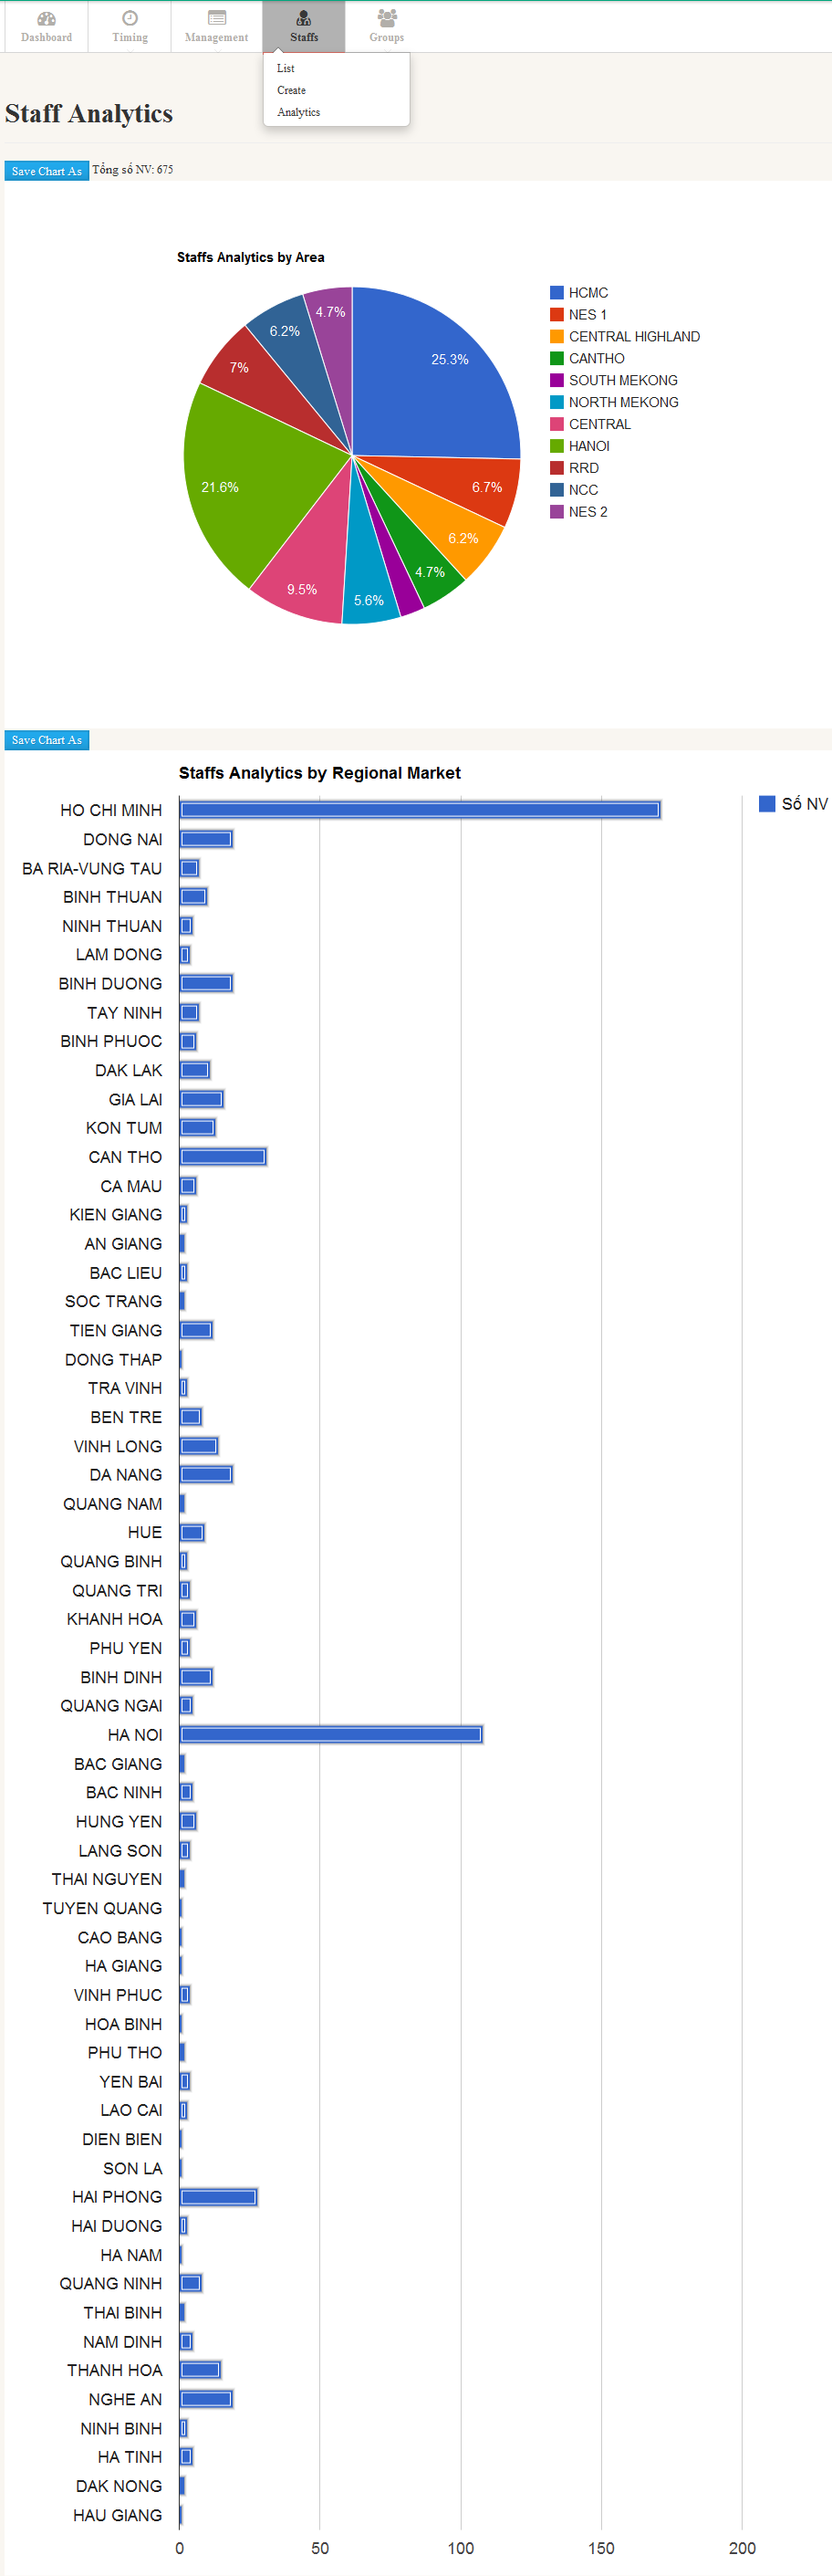 Dashboard Timing Management Staffs Groups
List
Create
Analytics
Staff Analytics
Save Chart As Tổng số NV: 675
Staffs Analytics by Area
25.3%
6.7%
6.2%
4.7%
5.6%
9.5%
21.6%
7%
6.2%
4.7%
HCMC
NES 1
CENTRAL HIGHLAND
CANTHO
SOUTH MEKONG
NORTH MEKONG
CENTRAL
HANOI
RRD
NCC
NES 2
Save Chart As
Staffs Analytics by Regional Market
Số NV
HO CHI MINH
DONG NAI
BA RIA-VUNG TAU
BINH THUAN
NINH THUAN
LAM DONG
BINH DUONG
TAY NINH
BINH PHUOC
DAK LAK
GIA LAI
KON TUM
CAN THO
CA MAU
KIEN GIANG
AN GIANG
BAC LIEU
SOC TRANG
TIEN GIANG
DONG THAP
TRA VINH
BEN TRE
VINH LONG
DA NANG
QUANG NAM
HUE
QUANG BINH
QUANG TRI
KHANH HOA
PHU YEN
BINH DINH
QUANG NGAI
HA NOI
BAC GIANG
BAC NINH
HUNG YEN
LANG SON
THAI NGUYEN
TUYEN QUANG
CAO BANG
HA GIANG
VINH PHUC
HOA BINH
PHU THO
YEN BAI
LAO CAI
DIEN BIEN
SON LA
HAI PHONG
HAI DUONG
HA NAM
QUANG NINH
THAI BINH
NAM DINH
THANH HOA
NGHE AN
NINH BINH
HA TINH
DAK NONG
HAU GIANG
0 50 100 150 200